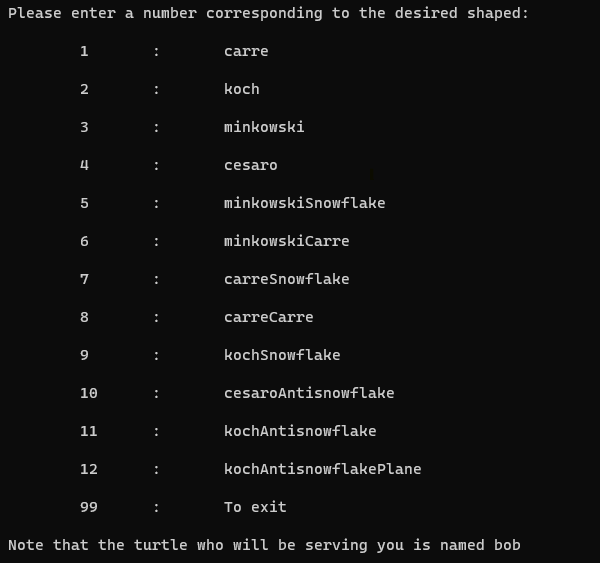 Please enter a number corresponding to the desired shaped:
1 : carre
2 : koch
3 : minkowski
4 : cesaro
5 : minkowskiSnowflake
6 : minkowskiCarre
7 : carreSnowflake
8 : carreCarre
9 : kochSnowflake
10 : cesaroAntisnowflake
11 : kochAntisnowflake
12 : kochAntisnowflakePlane
99 : To exit
Note that the turtle who will be serving you is named bob